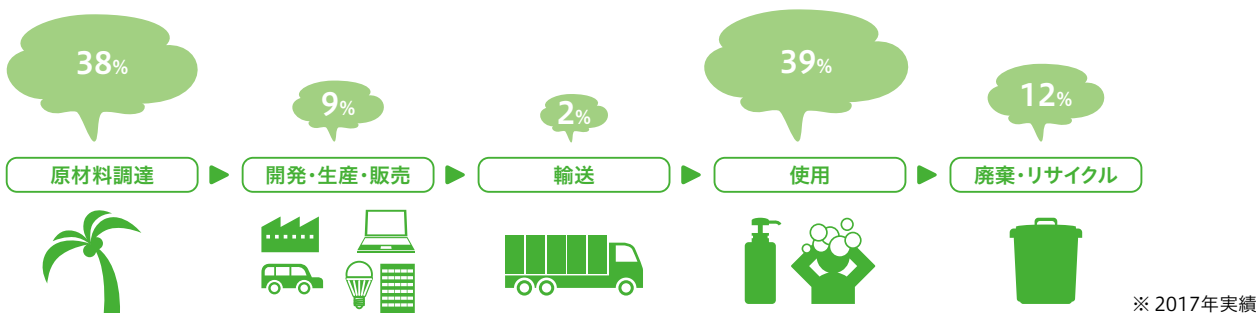 38%
9%
2%
39%
12%
原材料調達
開発・生産・販売
輸送
使用
廃棄・リサイクル
※ 2017年実績